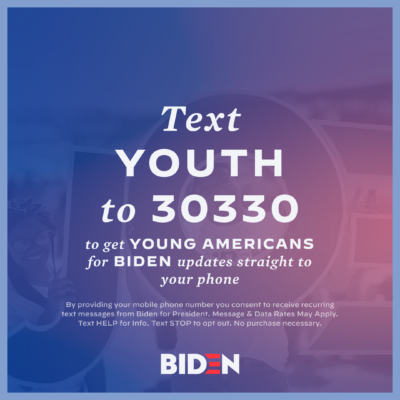 Text
YOUTH
to 30330
to get YOUNG AMERICANS
for BIDEN updates straight to
your phone
By providing your mobile phone number you consent to receive recurring
text messages from Biden for President. Message & Data Rates May Apply.
Text HELP for Info. Text STOP to opt out. No purchase necessary.
BIDEN